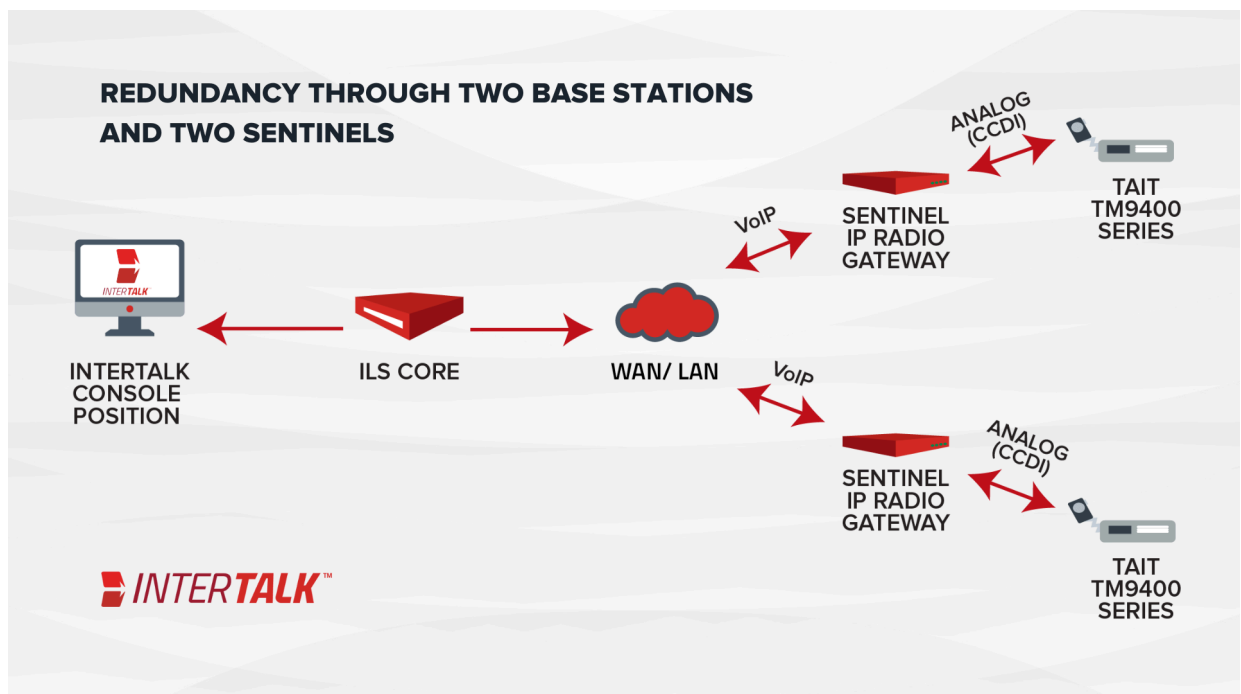 REDUNDANCY THROUGH TWO BASE STATIONS
AND TWO SENTINELS
ANALOG
(CCDI)
TAIT
TM9400
SERIES
VoIP
SENTINEL
IP RADIO
GATEWAY
INTERTALK
INTERTALK
CONSOLE
POSITION
ILS CORE
WAN/ LAN
VoIP
ANALOG
(CCDI)
SENTINEL
IP RADIO
GATEWAY
TAIT
TM9400
SERIES
INTERTALK™